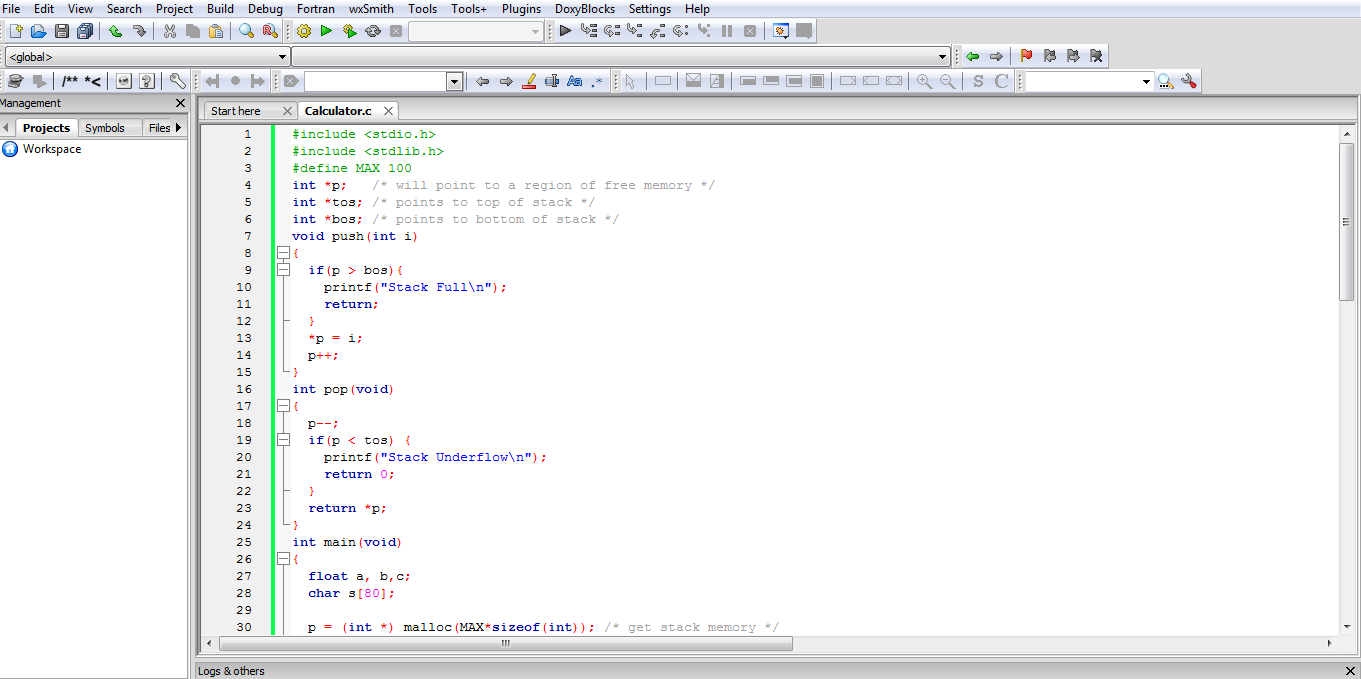 File Edit View Search Project Build Debug Fortran wxSmith Tools Tools+ Plugins DoxyBlocks Settings Help
<global>
/** *<
Aa .*
S C
Management
Projects Symbols Files
Workspace
Start here Calculator.c
1 #include <stdio.h>
2 #include <stdlib.h>
3 #define MAX 100
4 int *p;   /* will point to a region of free memory */
5 int *tos; /* points to top of stack */
6 int *bos; /* points to bottom of stack */
7 void push(int i)
8 {
9   if(p > bos){
10     printf("Stack Full\n");
11     return;
12   }
13   *p = i;
14   p++;
15 }
16 int pop(void)
17 {
18   p--;
19   if(p < tos) {
20     printf("Stack Underflow\n");
21     return 0;
22   }
23   return *p;
24 }
25 int main(void)
26 {
27   float a, b,c;
28   char s[80];
29
30   p = (int *) malloc(MAX*sizeof(int)); /* get stack memory */
Logs & others